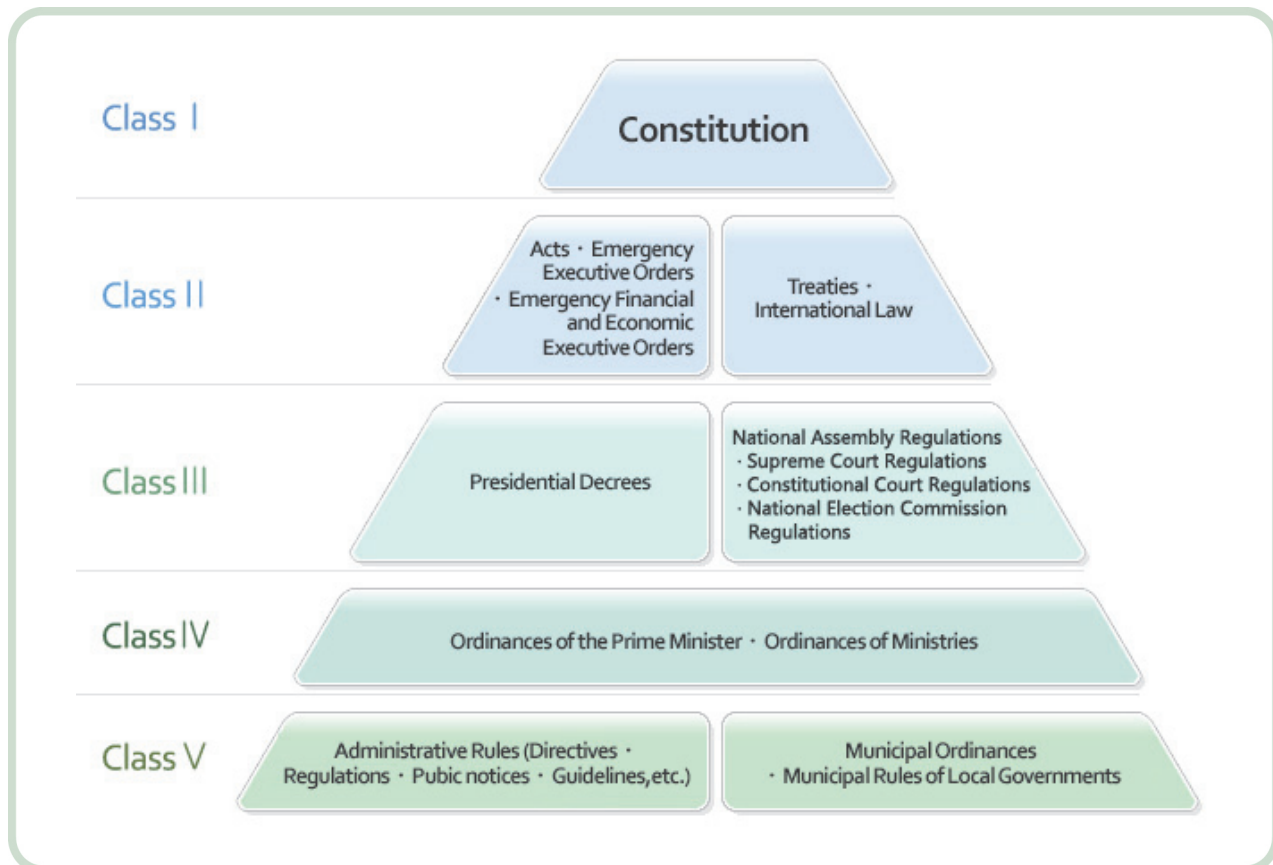 Class I
Constitution
Class II
Acts · Emergency
Executive Orders
· Emergency Financial
and Economic
Executive Orders
Treaties ·
International Law
Class III
Presidential Decrees
National Assembly Regulations
· Supreme Court Regulations
· Constitutional Court Regulations
· National Election Commission
Regulations
Class IV
Ordinances of the Prime Minister · Ordinances of Ministries
Class V
Administrative Rules (Directives ·
Regulations · Pubic notices · Guidelines,etc.)
Municipal Ordinances
· Municipal Rules of Local Governments